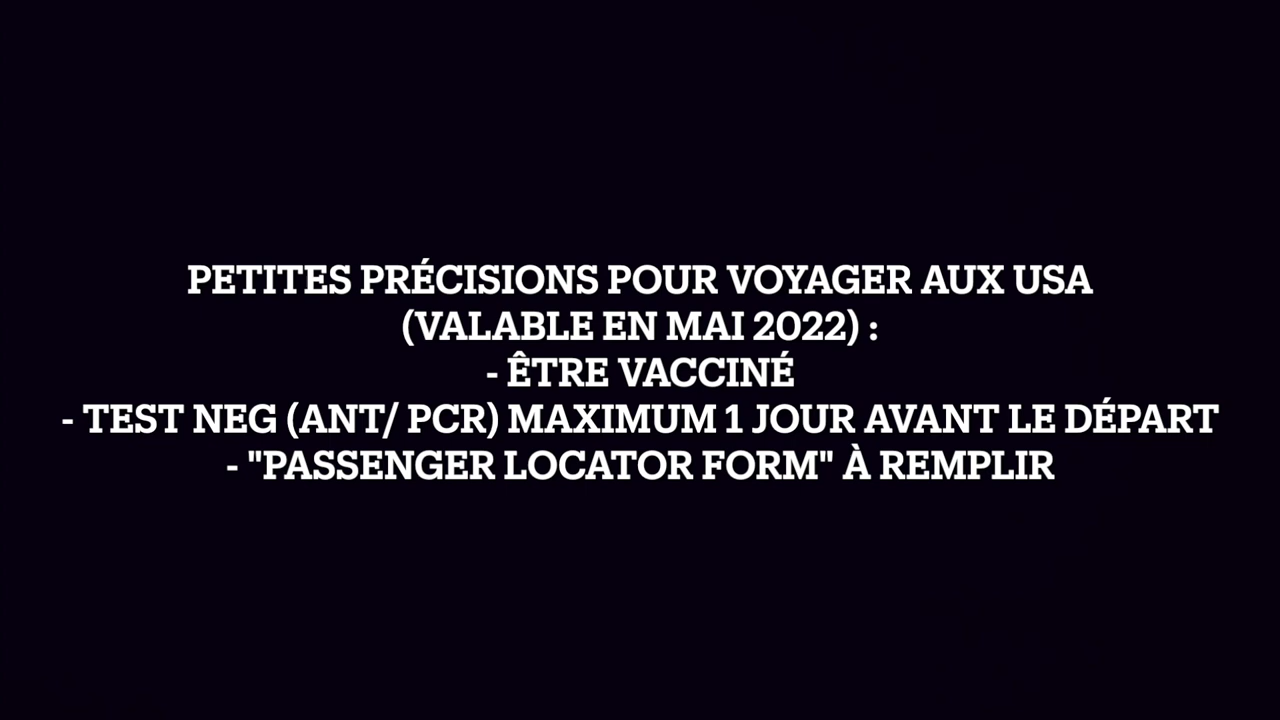 PETITES PRÉCISIONS POUR VOYAGER AUX USA
(VALABLE EN MAI 2022) :
- ÊTRE VACCINÉ
- TEST NEG (ANT/ PCR) MAXIMUM 1 JOUR AVANT LE DÉPART
- "PASSENGER LOCATOR FORM" À REMPLIR